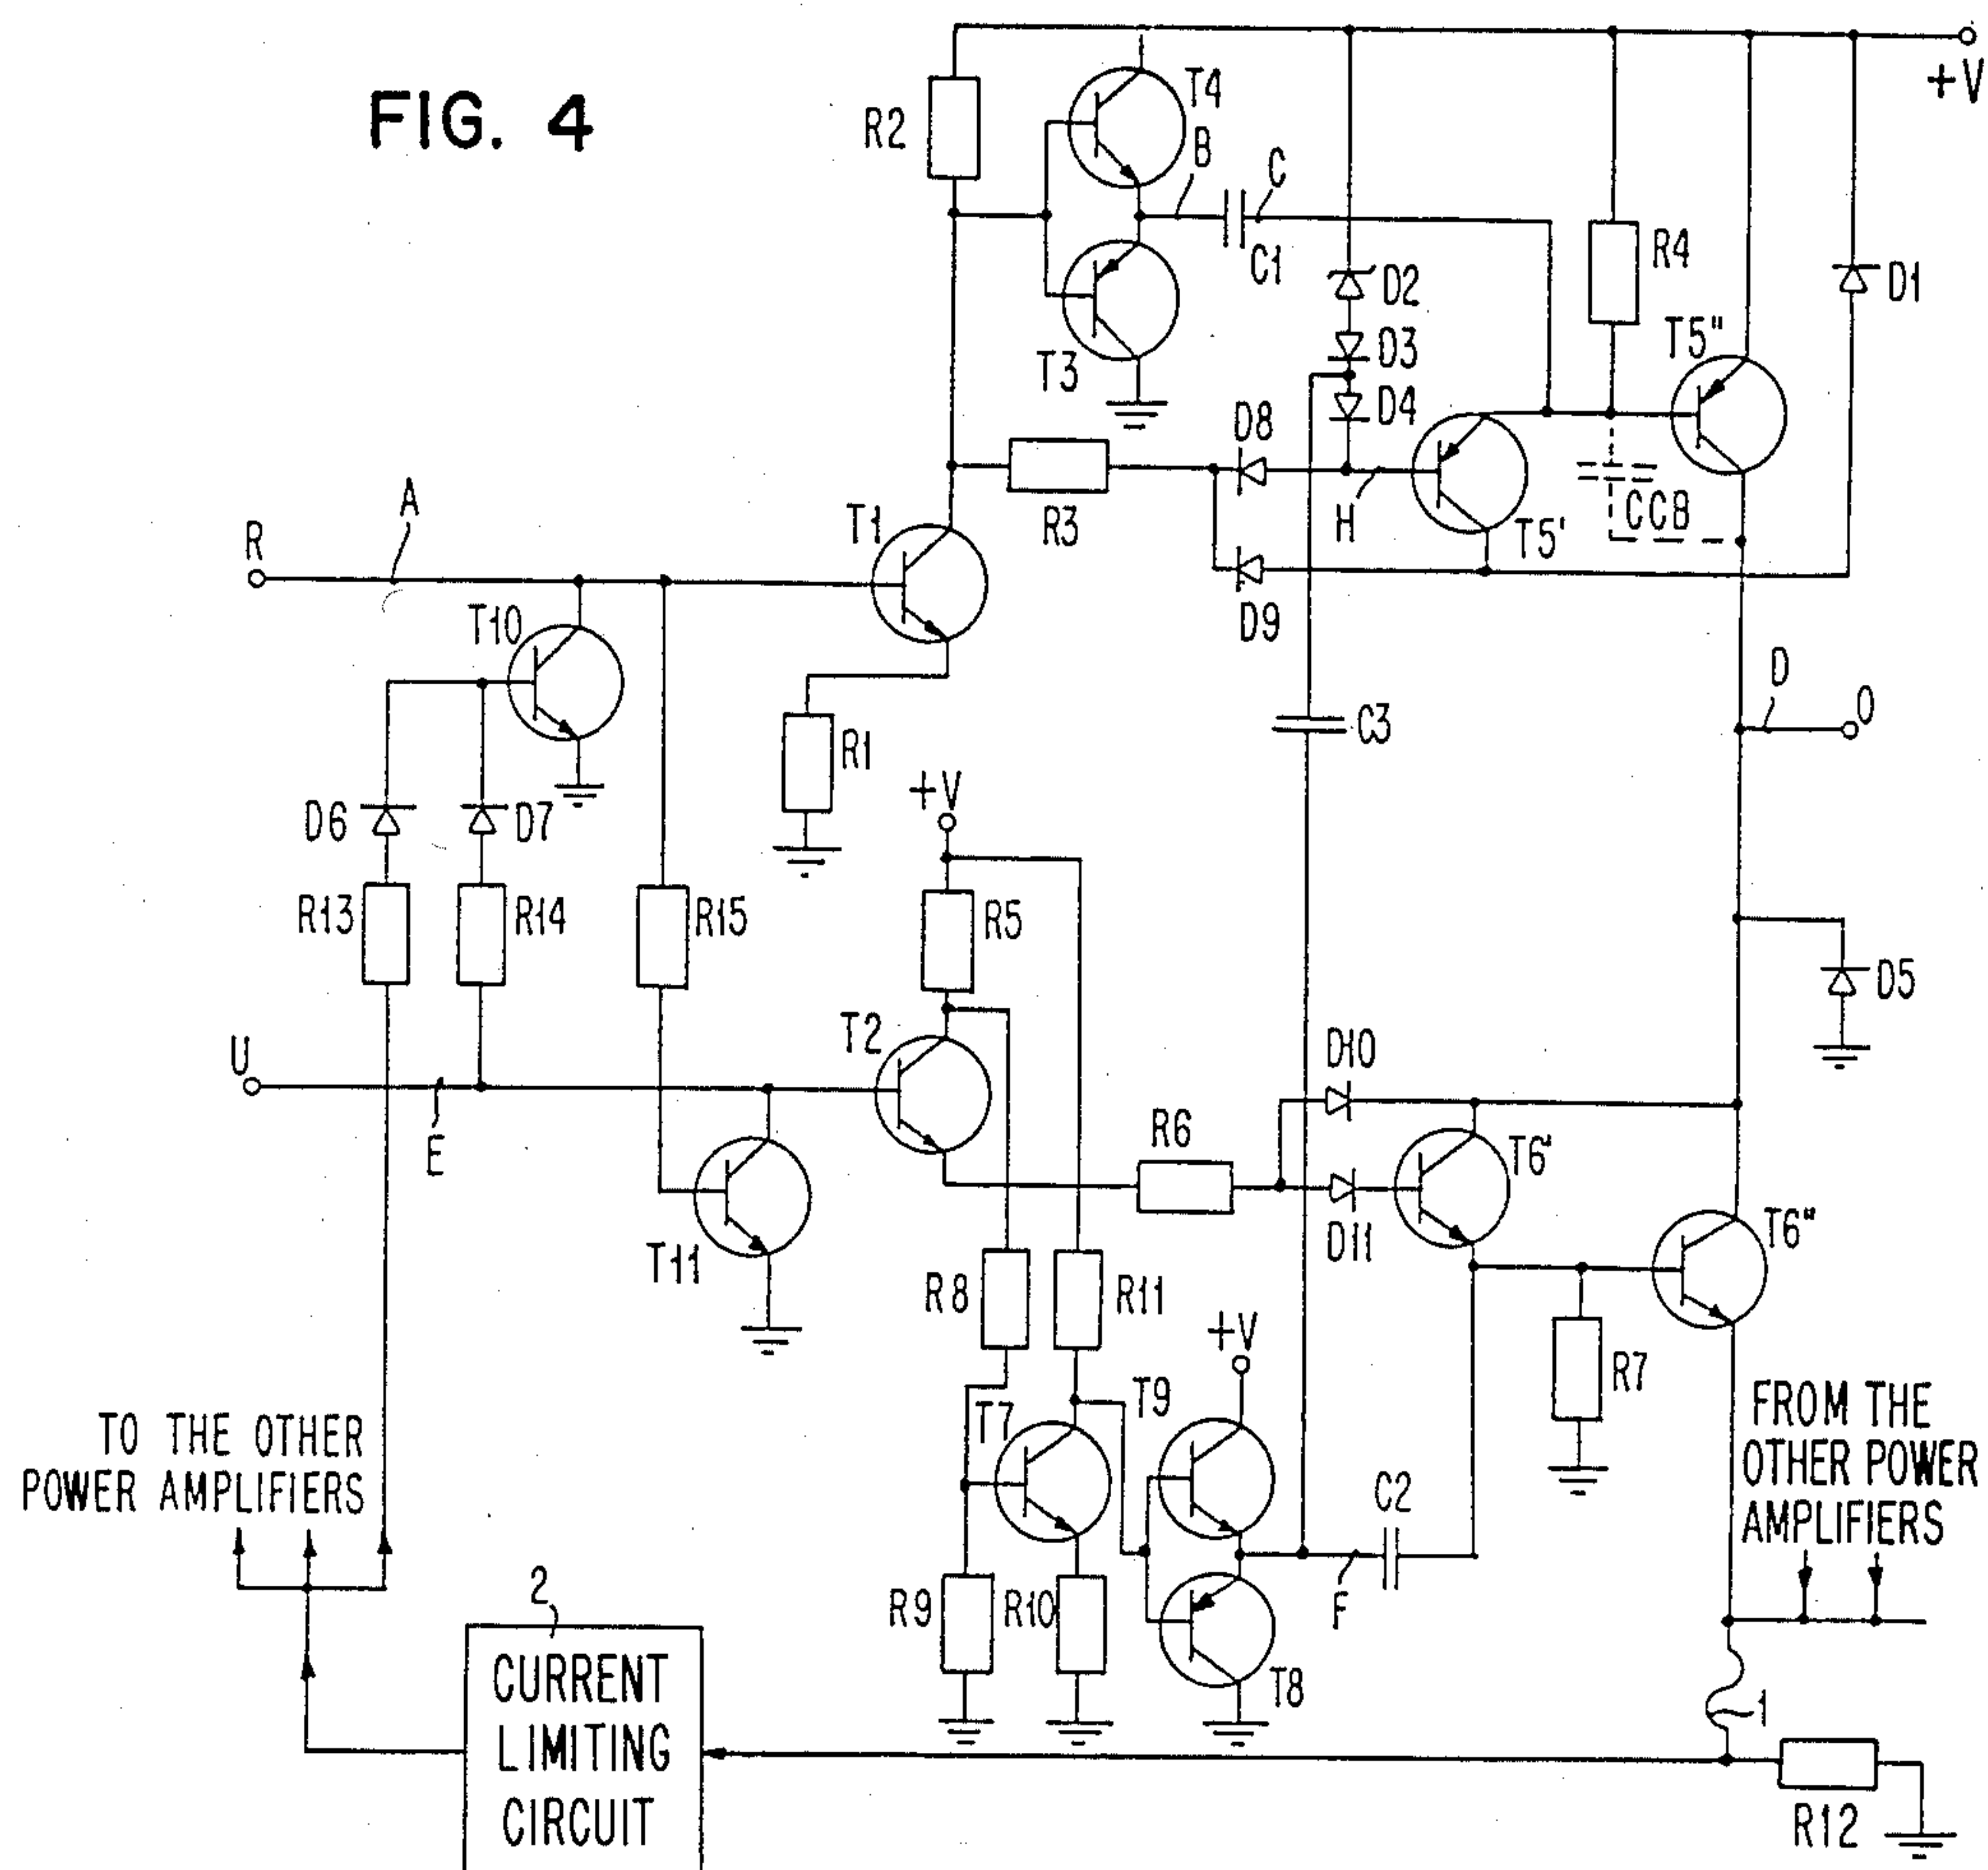 FIG. 4
+V
R2
T4
B
C
C1
T3
D2
D3
D4
R4
T5"
D1
D8
H
T5'
CCB
R3
D9
A
R
T1
T10
R1
D
O
C3
+V
D6
D7
R13
R14
R15
R5
D5
U
E
T2
D10
R6
T6'
D11
T6"
T11
R8
R11
+V
R7
T7
T9
TO THE OTHER
POWER AMPLIFIERS
FROM THE
OTHER POWER
AMPLIFIERS
C2
F
R9
R10
T8
2
CURRENT
LIMITING
CIRCUIT
1
R12